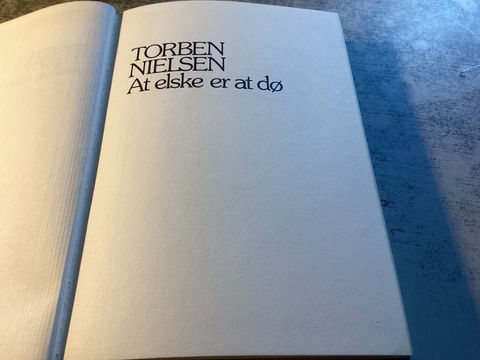 TORBEN
NIELSEN
At elske er at dø